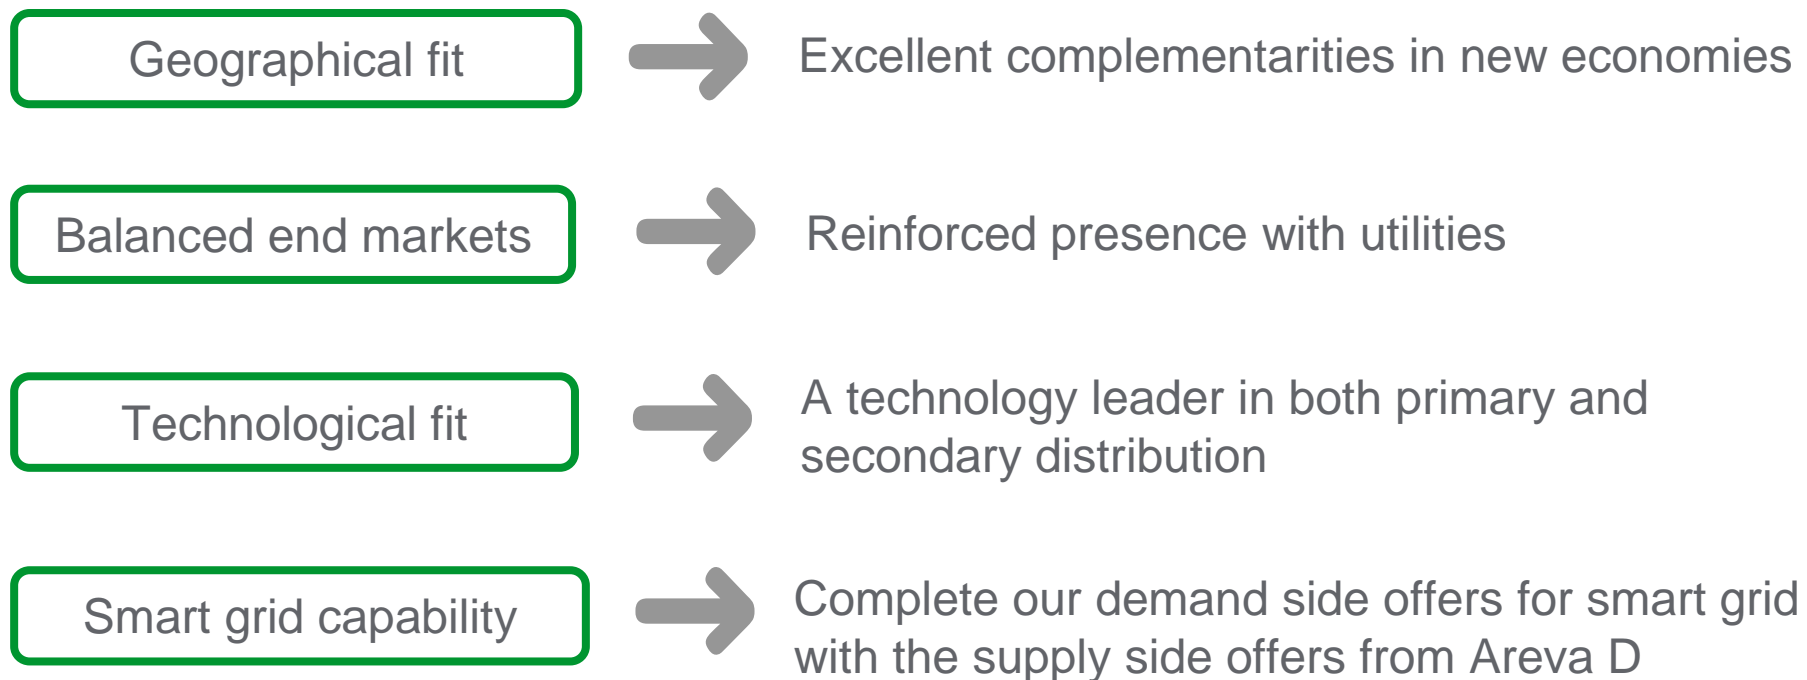 Geographical fit
Excellent complementarities in new economies
Balanced end markets
Reinforced presence with utilities
Technological fit
A technology leader in both primary and
secondary distribution
Smart grid capability
Complete our demand side offers for smart grid
with the supply side offers from Areva D